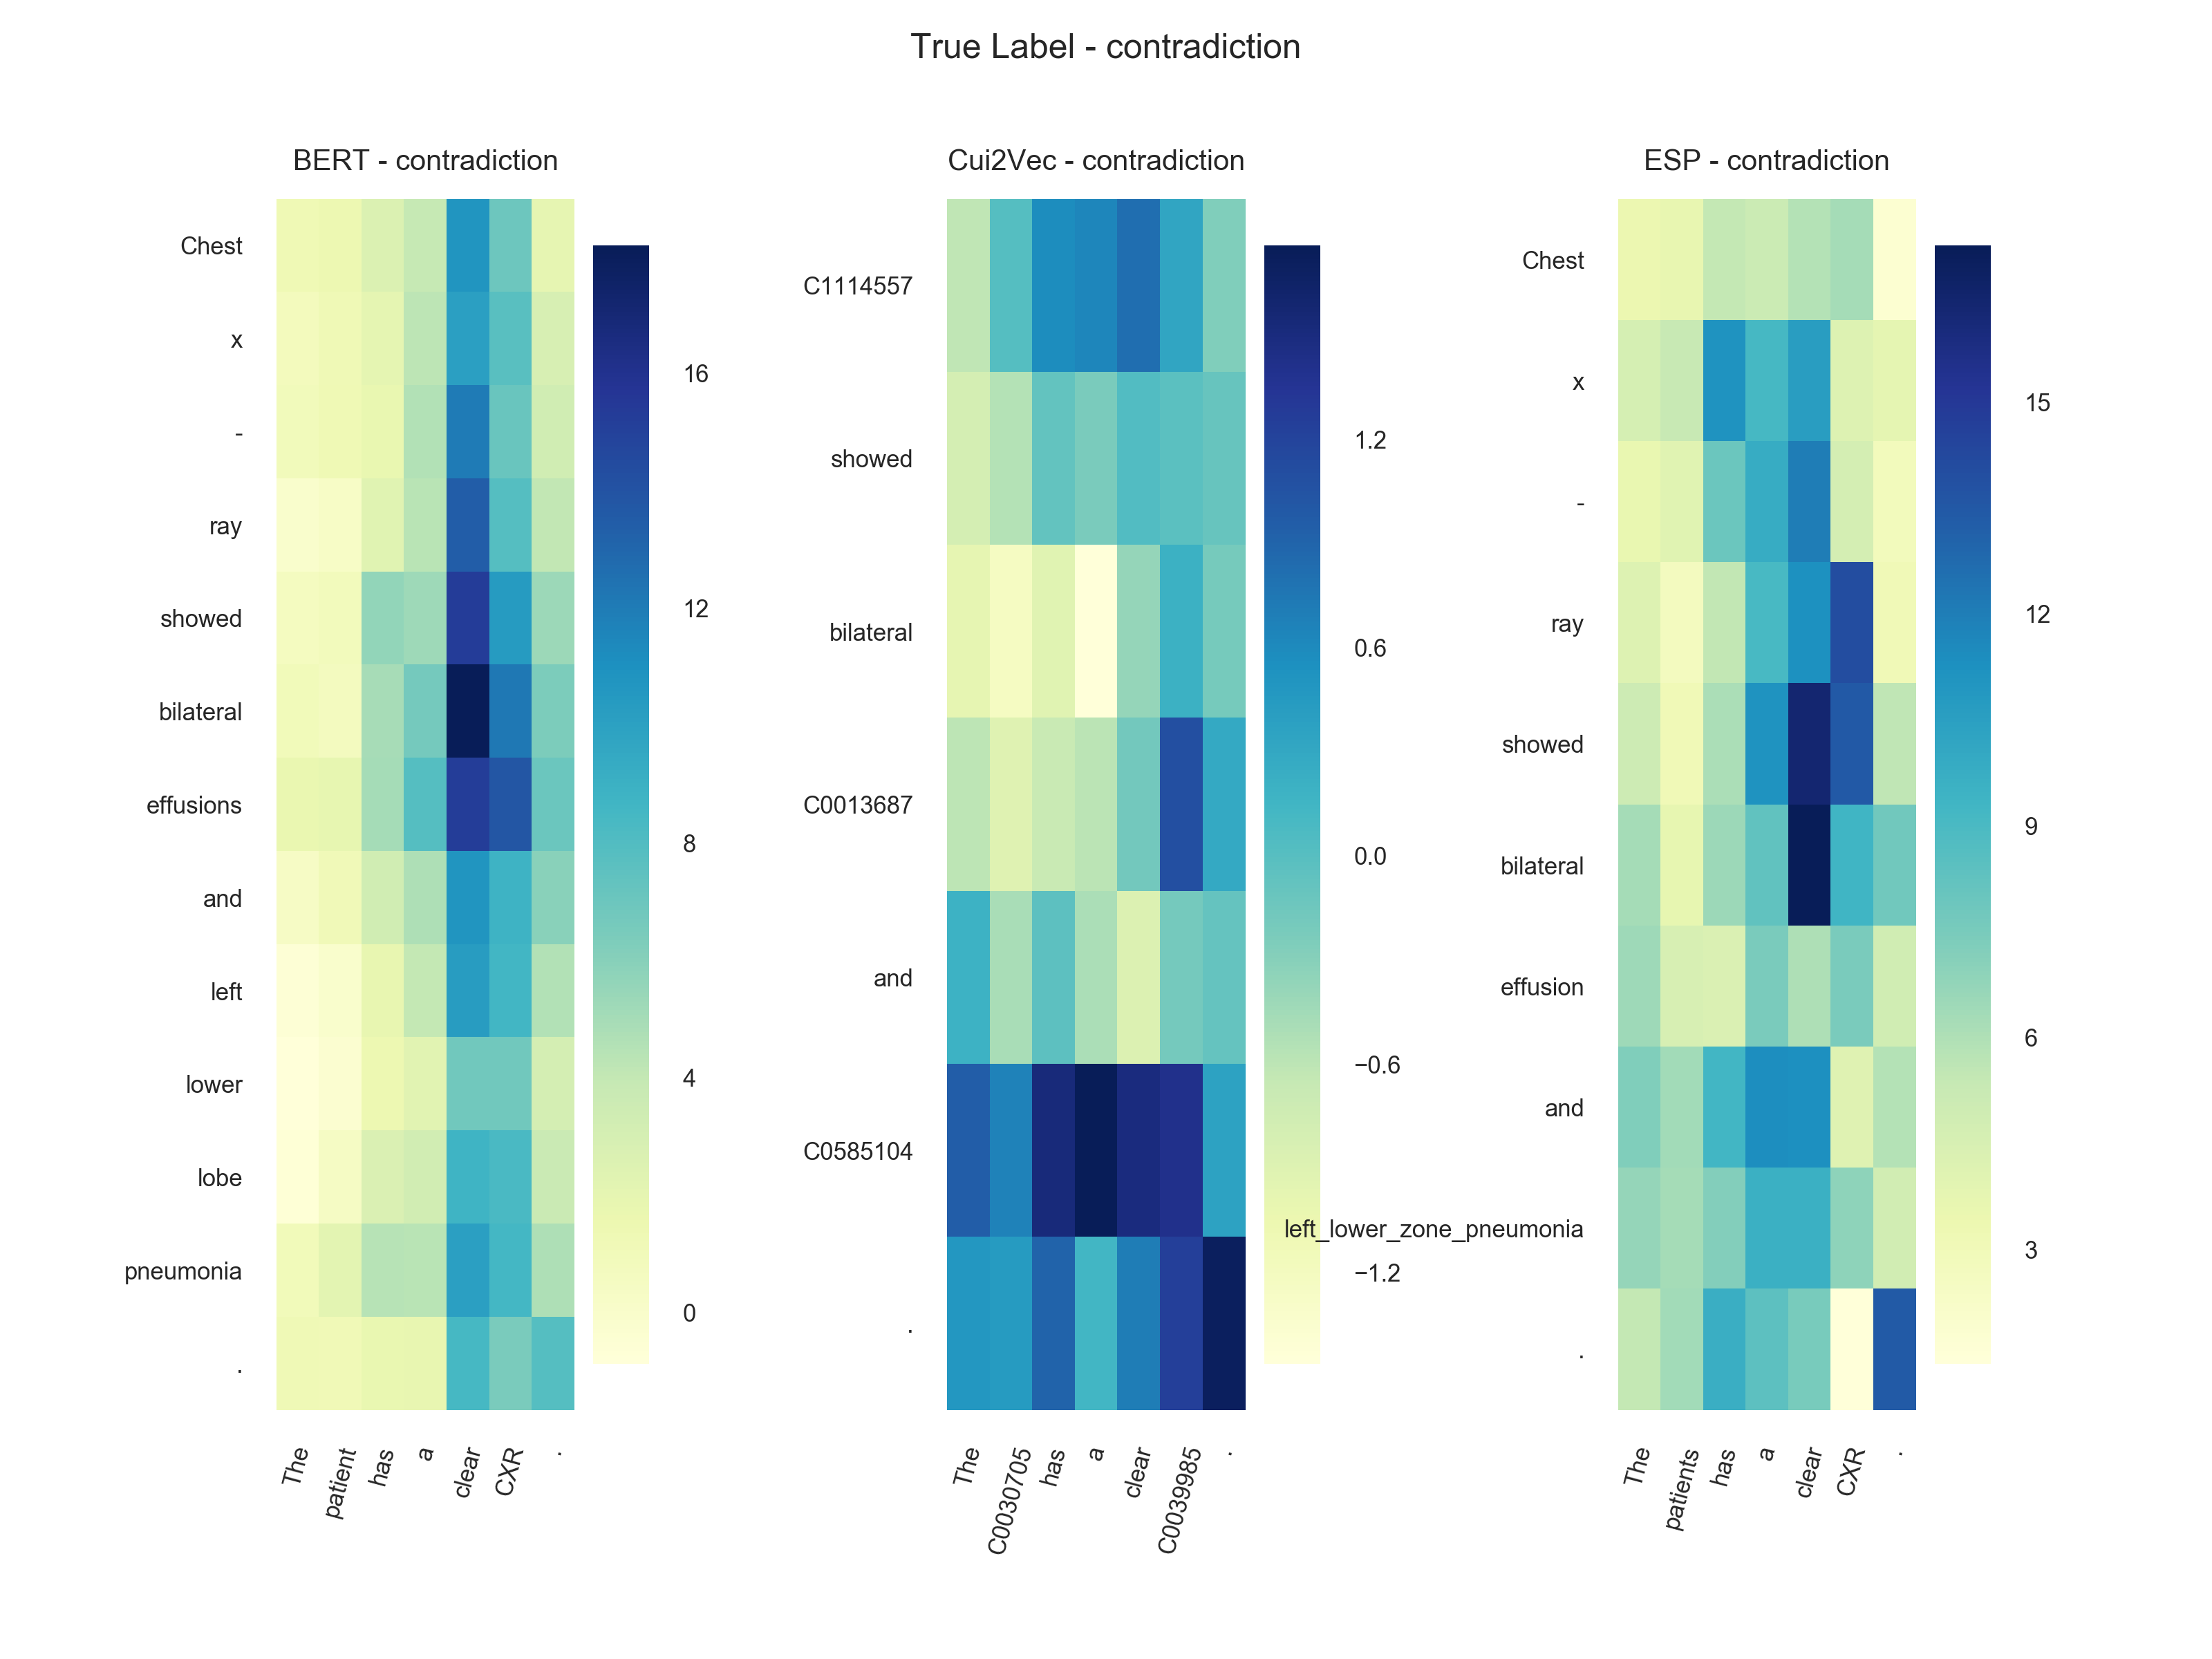 True Label - contradiction
BERT - contradiction
Chest
x
-
ray
showed
bilateral
effusions
and
left
lower
lobe
pneumonia
.
The
patient
has
a
clear
CXR
.
16
12
8
4
0
Cui2Vec - contradiction
C1114557
showed
bilateral
C0013687
and
C0585104
.
The
C0030705
has
a
clear
C0039985
.
1.2
0.6
0.0
−0.6
−1.2
ESP - contradiction
Chest
x
-
ray
showed
bilateral
effusion
and
left_lower_zone_pneumonia
.
The
patients
has
a
clear
CXR
.
15
12
9
6
3